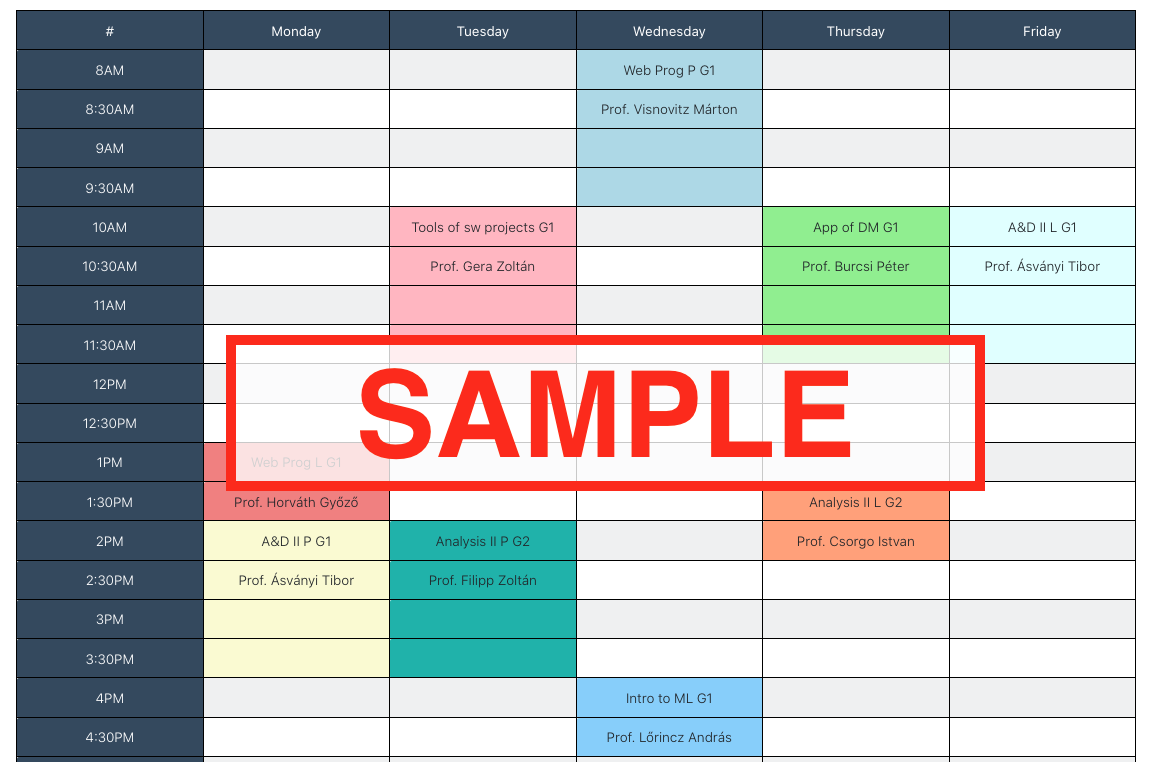 # Monday Tuesday Wednesday Thursday Friday
8AM Web Prog P G1
8:30AM Prof. Visnovitz Márton
9AM
9:30AM
10AM Tools of sw projects G1 App of DM G1 A&D II L G1
10:30AM Prof. Gera Zoltán Prof. Burcsi Péter Prof. Ásványi Tibor
11AM
11:30AM
12PM
SAMPLE
12:30PM
1PM Web Prog L G1
1:30PM Prof. Horváth Győző Analysis II L G2
2PM A&D II P G1 Analysis II P G2 Prof. Csorgo Istvan
2:30PM Prof. Ásványi Tibor Prof. Filipp Zoltán
3PM
3:30PM
4PM Intro to ML G1
4:30PM Prof. Lőrincz András